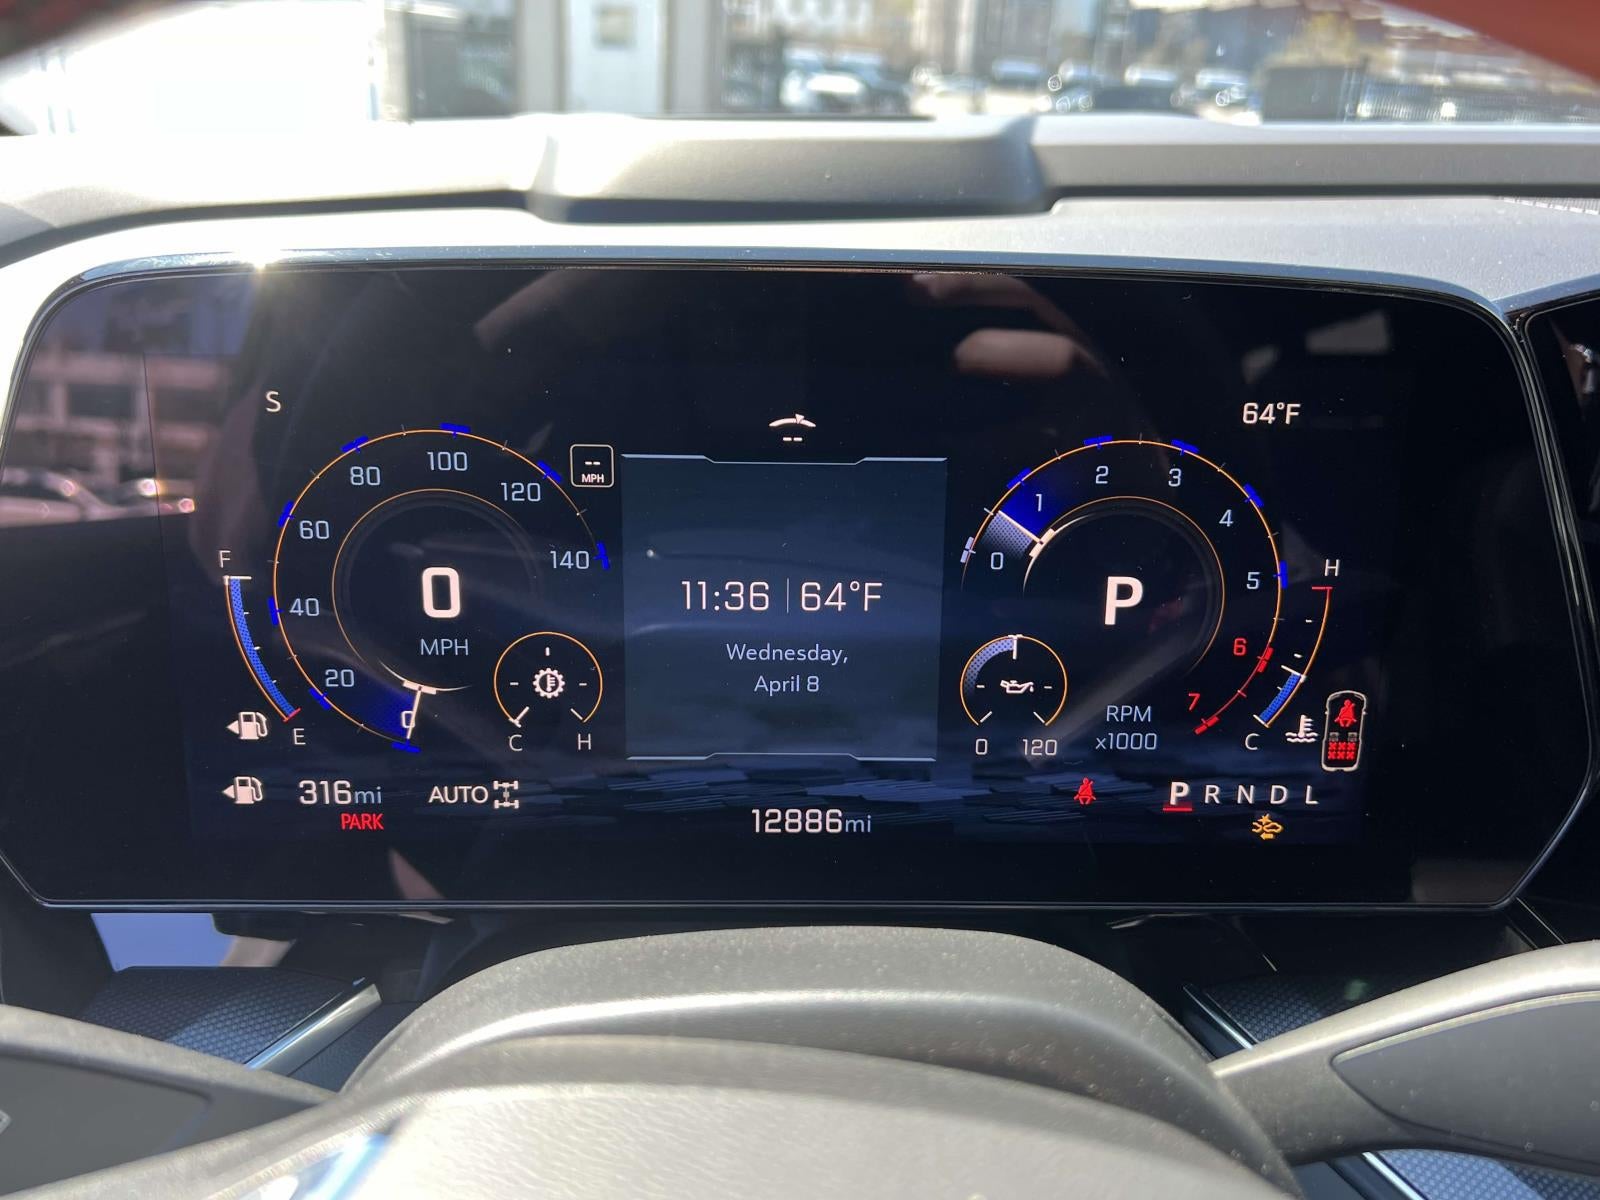 S
64°F
80
100
120
60
140
40
20
0
0
MPH
--
MPH
F
E
C
H
--
11:36 | 64°F
Wednesday,
April 8
0
1
2
3
4
5
6
7
P
RPM
x1000
0
120
H
C
316mi
PARK
AUTO
12886mi
P R N D L